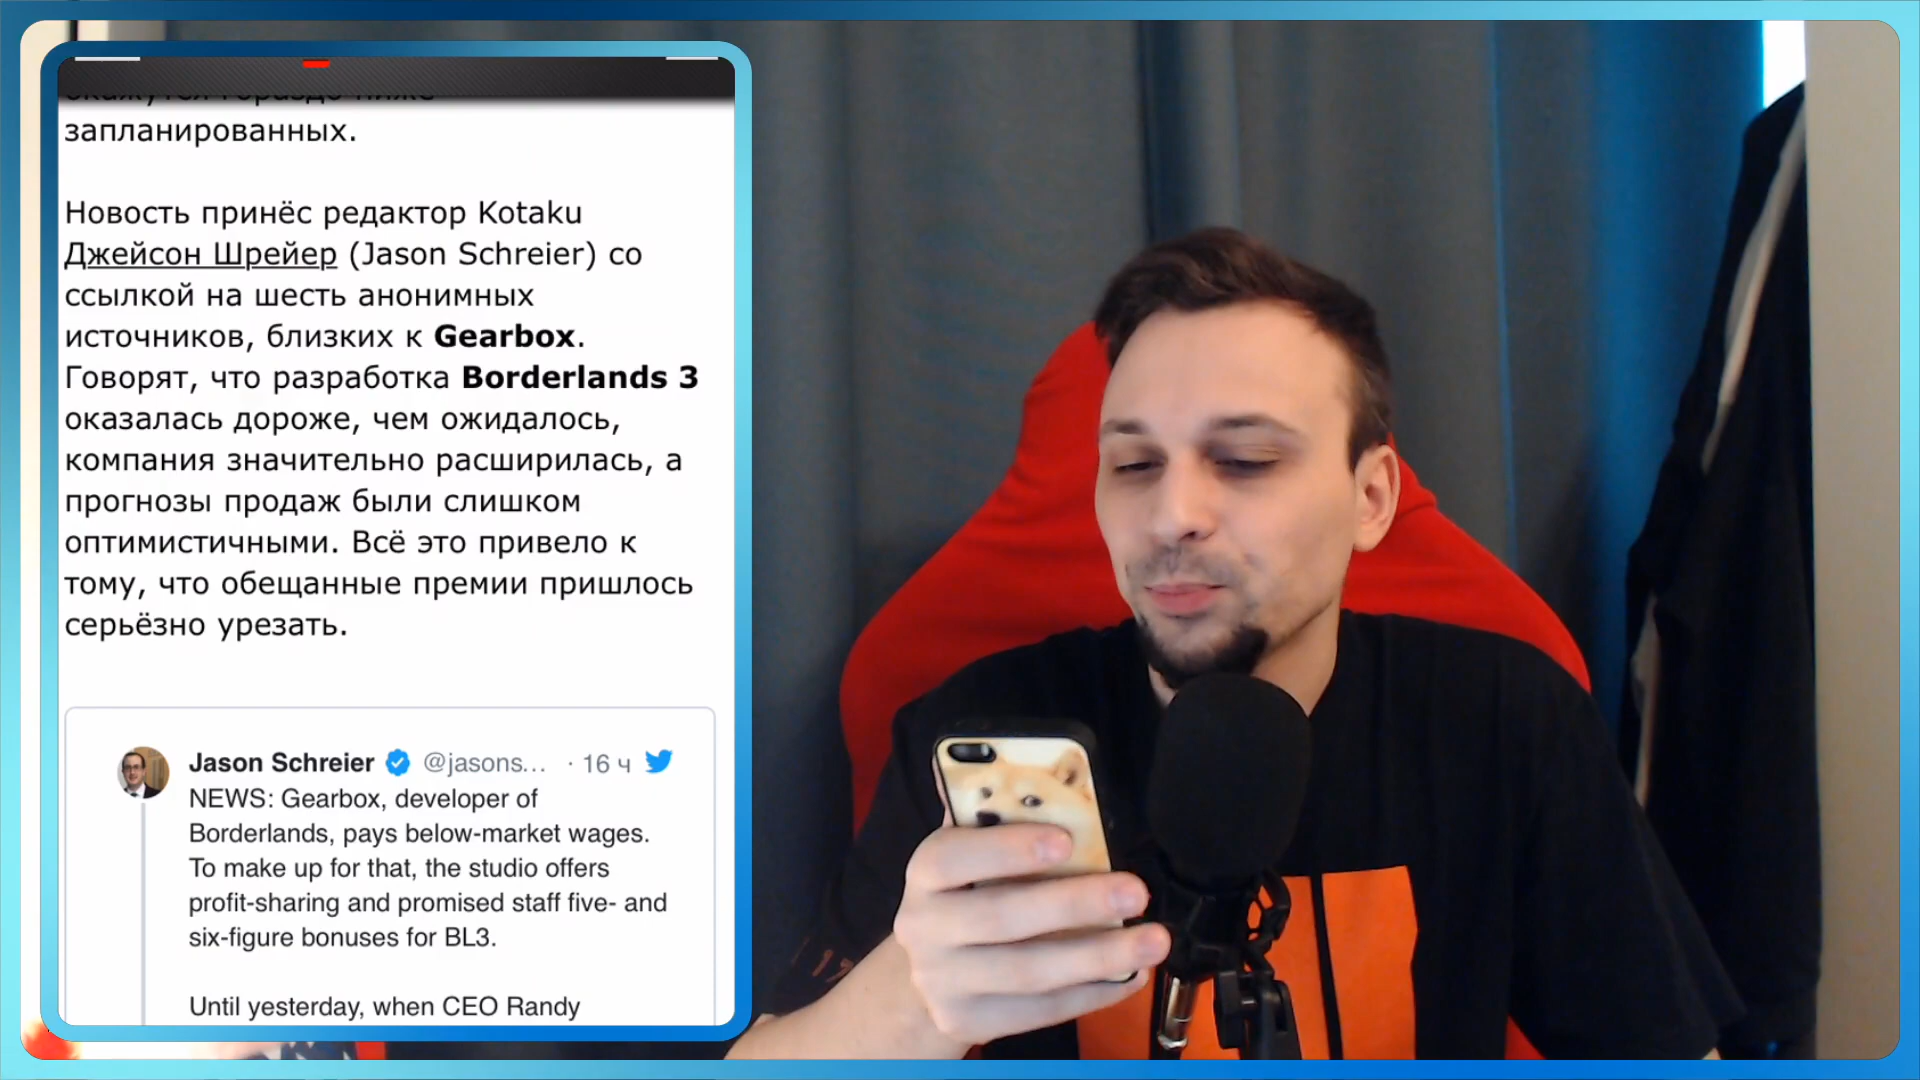 окажутся гораздо ниже
запланированных.
Новость принёс редактор Kotaku
Джейсон Шрейер (Jason Schreier) со
ссылкой на шесть анонимных
источников, близких к Gearbox.
Говорят, что разработка Borderlands 3
оказалась дороже, чем ожидалось,
компания значительно расширилась, а
прогнозы продаж были слишком
оптимистичными. Всё это привело к
тому, что обещанные премии пришлось
серьёзно урезать.
Jason Schreier @jasons... · 16 ч
NEWS: Gearbox, developer of
Borderlands, pays below-market wages.
To make up for that, the studio offers
profit-sharing and promised staff five- and
six-figure bonuses for BL3.
Until yesterday, when CEO Randy